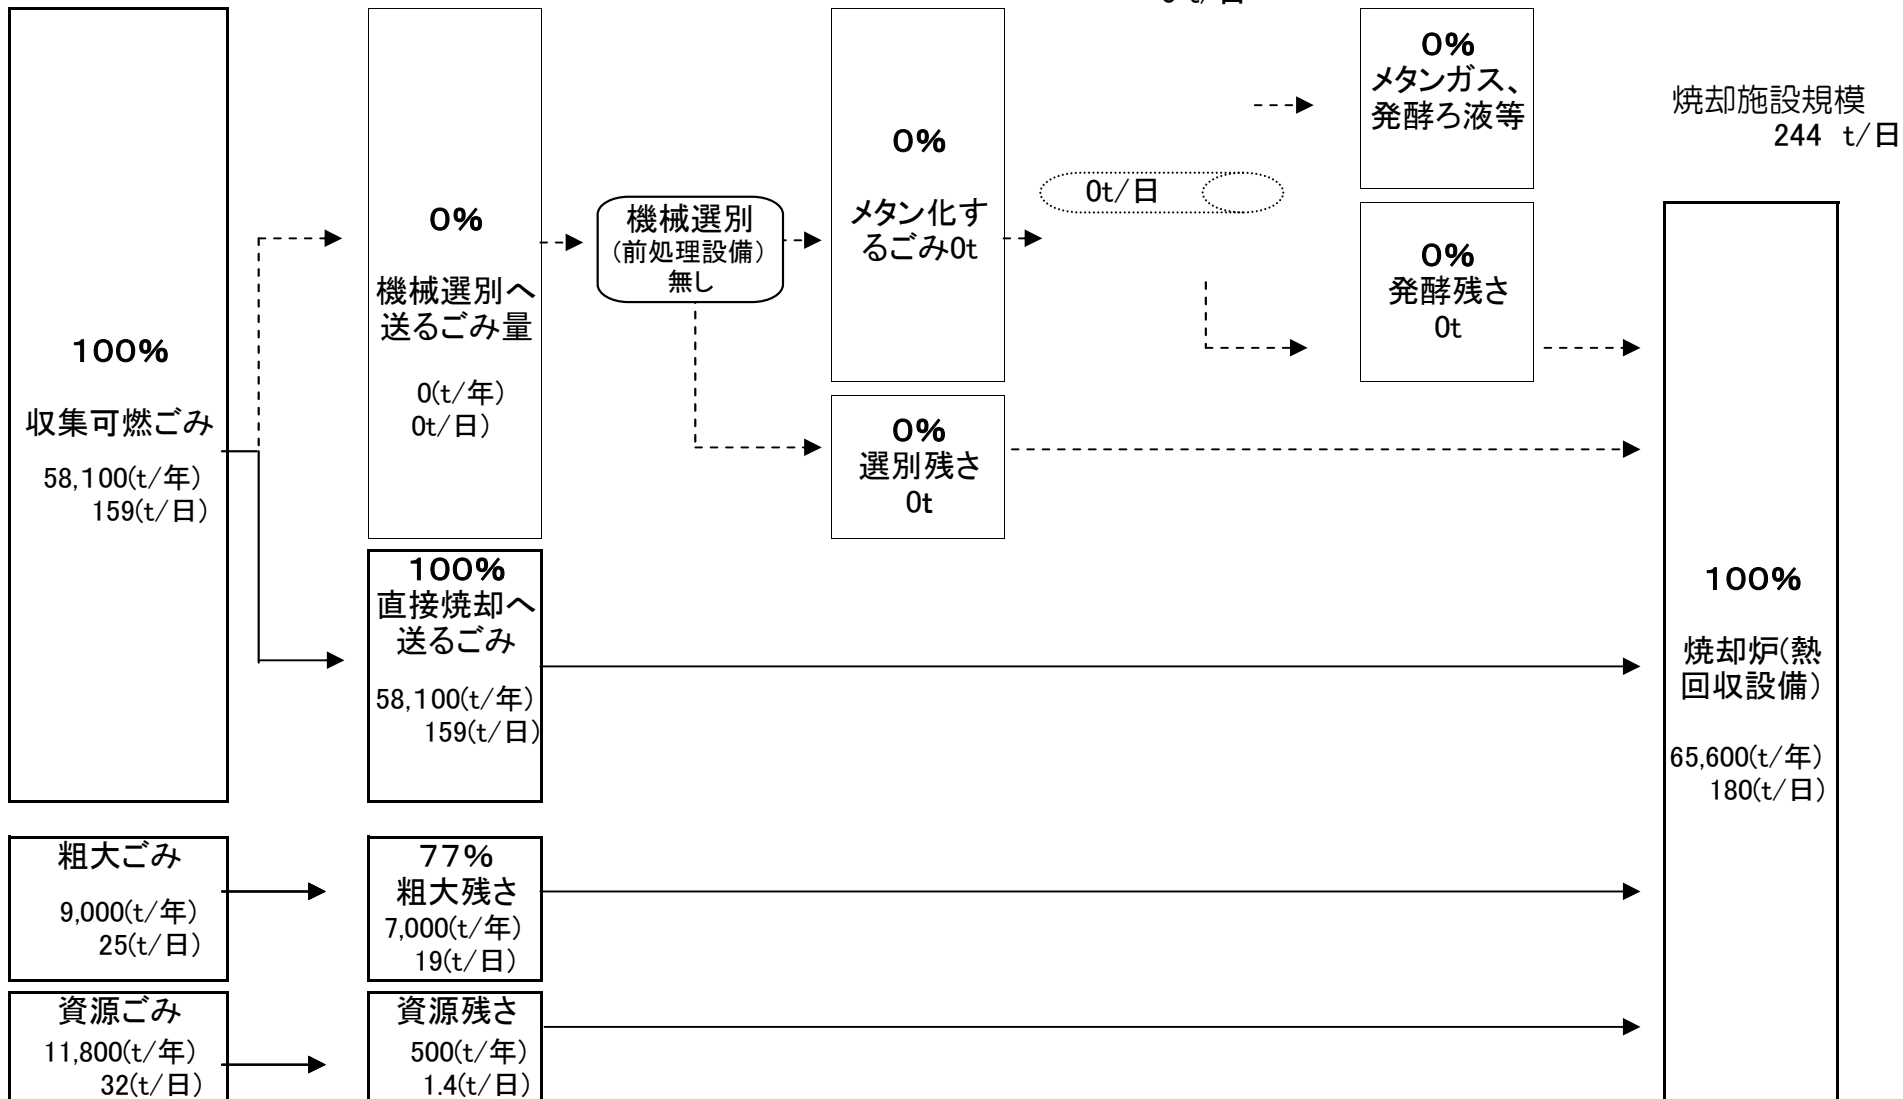 100%
収集可燃ごみ
58,100(t/年)
159(t/日)
0%
機械選別へ
送るごみ量
0(t/年)
0t/日)
機械選別
(前処理設備)
無し
0%
メタン化す
るごみ0t
0t/日
0%
メタンガス、
発酵ろ液等
0%
発酵残さ
0t
0%
選別残さ
0t
焼却施設規模
244 t/日
100%
直接焼却へ
送るごみ
58,100(t/年)
159(t/日)
100%
焼却炉(熱
回収設備)
65,600(t/年)
180(t/日)
粗大ごみ
9,000(t/年)
25(t/日)
77%
粗大残さ
7,000(t/年)
19(t/日)
資源ごみ
11,800(t/年)
32(t/日)
資源残さ
500(t/年)
1.4(t/日)